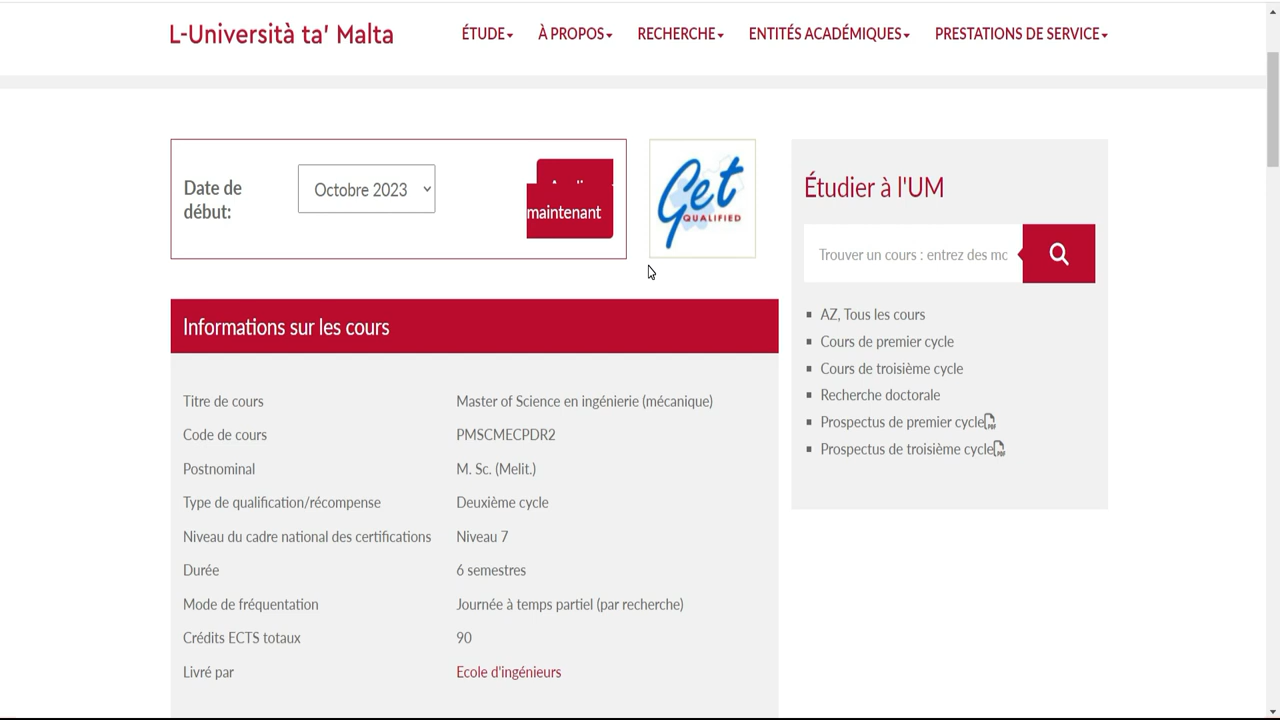 L-Università ta' Malta
ÉTUDE
À PROPOS
RECHERCHE
ENTITÉS ACADÉMIQUES
PRESTATIONS DE SERVICE
Date de
début:
Octobre 2023
maintenant
Get
QUALIFIED
Étudier à l'UM
Trouver un cours : entrez des mc
AZ, Tous les cours
Cours de premier cycle
Cours de troisième cycle
Recherche doctorale
Prospectus de premier cycle
Prospectus de troisième cycle
Informations sur les cours
Titre de cours Master of Science en ingénierie (mécanique)
Code de cours PMSCMECPDR2
Postnominal M. Sc. (Melit.)
Type de qualification/récompense Deuxième cycle
Niveau du cadre national des certifications Niveau 7
Durée 6 semestres
Mode de fréquentation Journée à temps partiel (par recherche)
Crédits ECTS totaux 90
Livré par Ecole d'ingénieurs